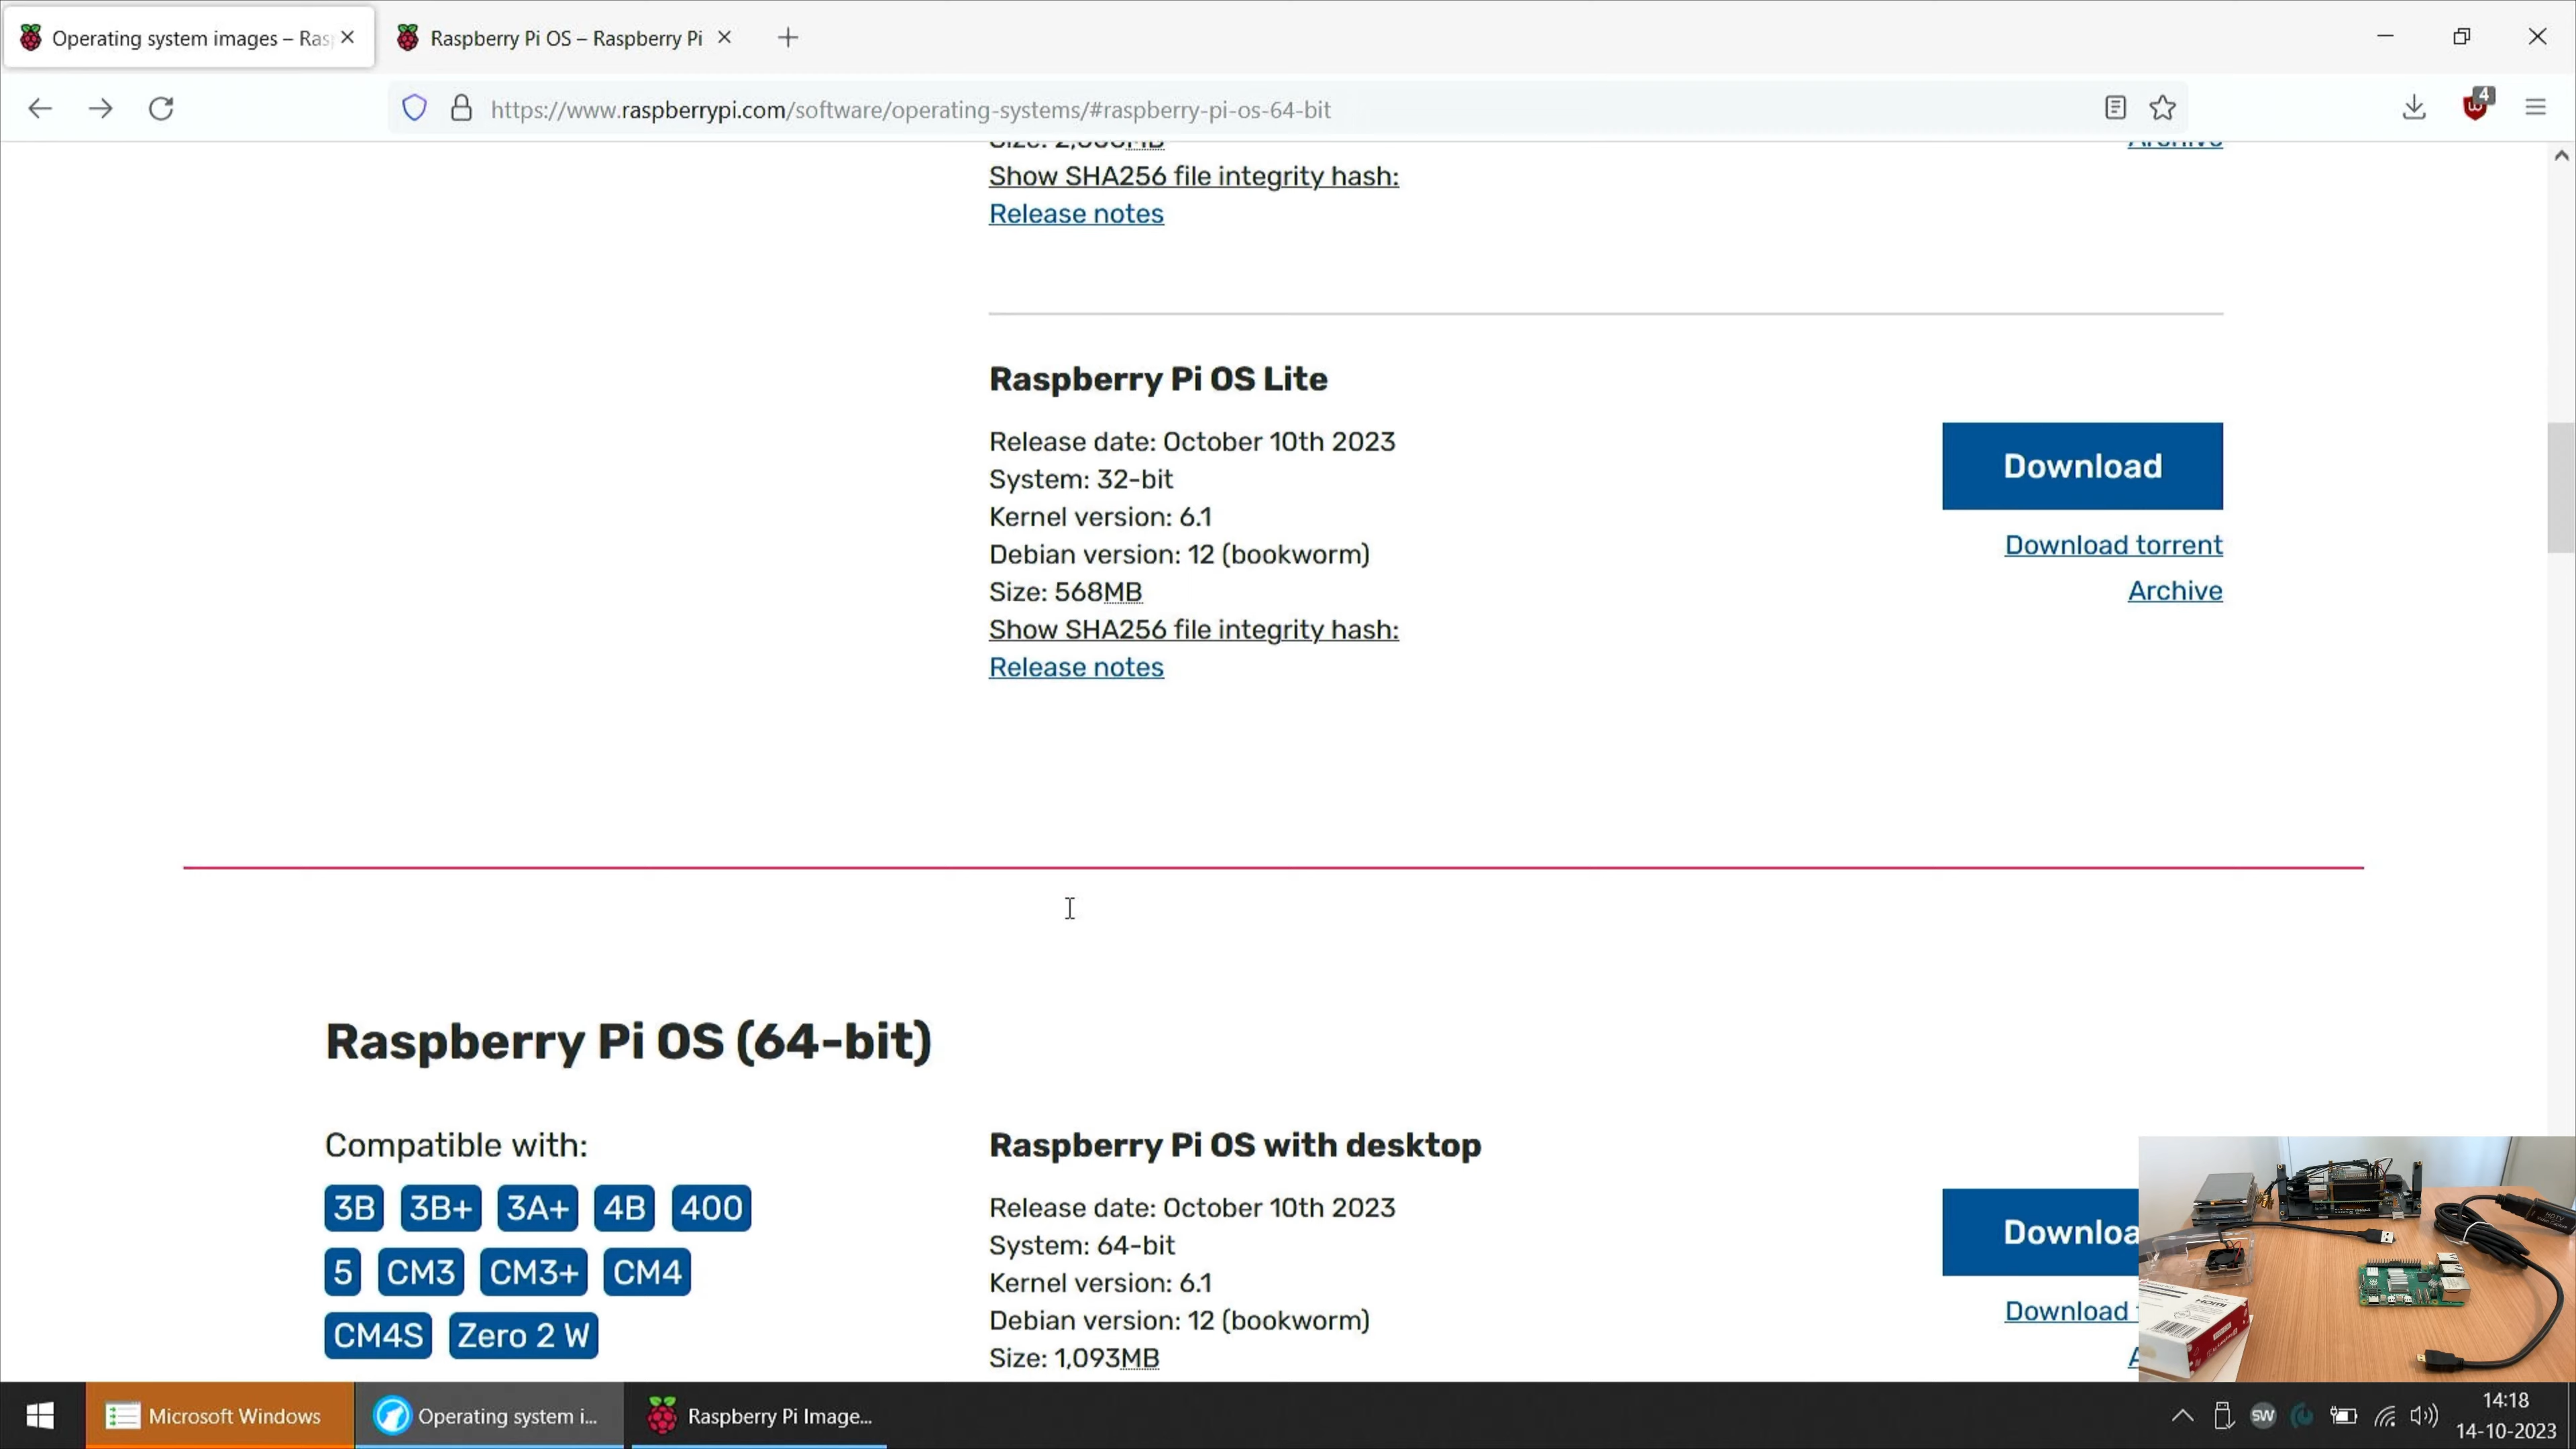 Operating system images – Ras
Raspberry Pi OS – Raspberry Pi
https://www.raspberrypi.com/software/operating-systems/#raspberry-pi-os-64-bit
4
Archive
Show SHA256 file integrity hash:
Release notes
Raspberry Pi OS Lite
Release date: October 10th 2023
System: 32-bit
Kernel version: 6.1
Debian version: 12 (bookworm)
Size: 568MB
Show SHA256 file integrity hash:
Release notes
Download
Download torrent
Archive
Raspberry Pi OS (64-bit)
Compatible with:
3B 3B+ 3A+ 4B 400
5 CM3 CM3+ CM4
CM4S Zero 2 W
Raspberry Pi OS with desktop
Release date: October 10th 2023
System: 64-bit
Kernel version: 6.1
Debian version: 12 (bookworm)
Size: 1,093MB
Downloa
Download
HDMI
Microsoft Windows
Operating system i...
Raspberry Pi Image...
SW
14:18
14-10-2023